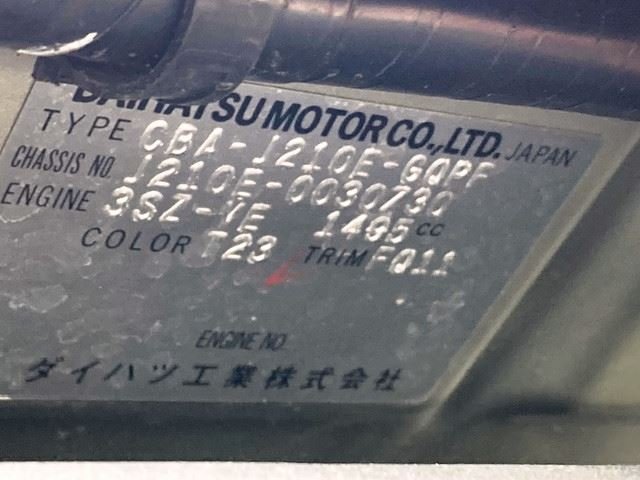 DAIHATSU MOTOR CO., LTD. JAPAN
TYPE CBA-J210E-GQPF
CHASSIS NO. J210E-0030730
ENGINE 3SZ-VE 1495 cc
COLOR T23 TRIM FQ11
ENGINE NO.
ダイハツ工業株式会社